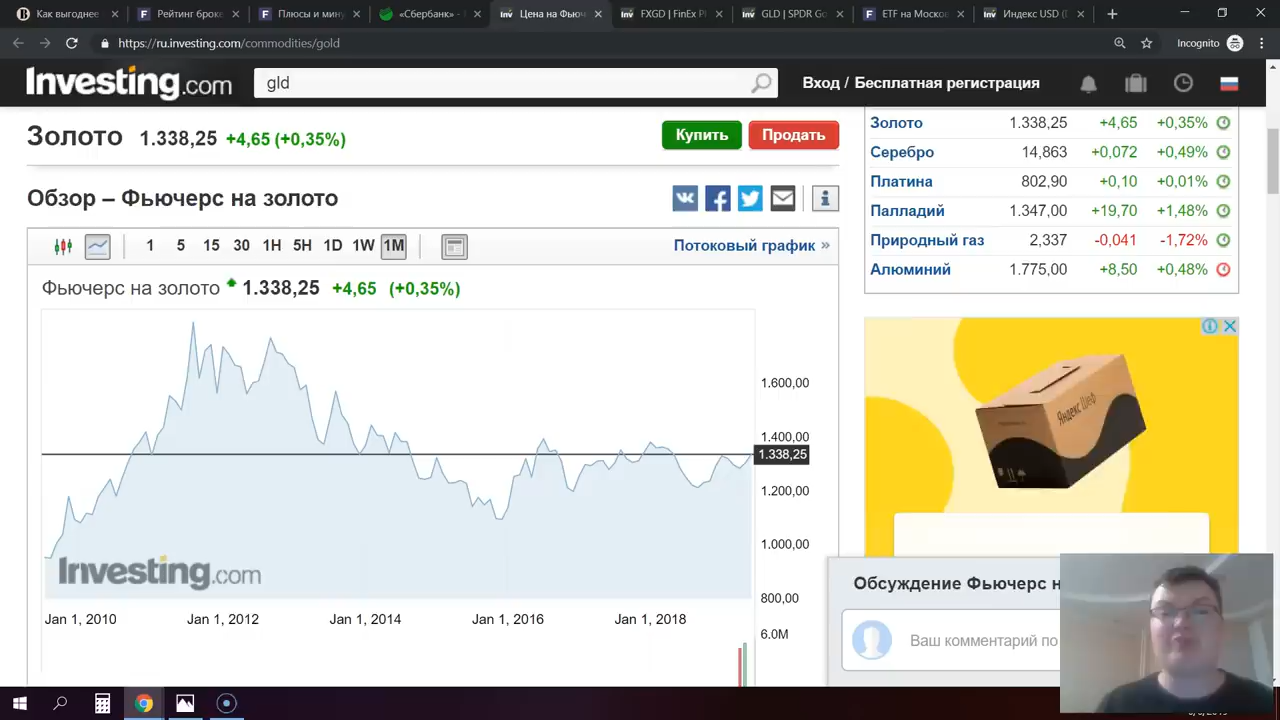 Как выгоднее
Рейтинг броке
Плюсы и мину
«Сбербанк» -
Цена на Фьюч
FXGD | FinEx
GLD | SPDR Go
ETF на Москов
Индекс USD (
https://ru.investing.com/commodities/gold
Incognito
Investing.com
gld
Вход / Бесплатная регистрация
Золото 1.338,25 +4,65 (+0,35%)
Купить
Продать
Обзор – Фьючерс на золото
1 5 15 30 1H 5H 1D 1W 1M
Потоковый график »
Фьючерс на золото 1.338,25 +4,65 (+0,35%)
1.600,00
1.400,00
1.338,25
1.200,00
1.000,00
800,00
6.0M
Investing.com
Jan 1, 2010 Jan 1, 2012 Jan 1, 2014 Jan 1, 2016 Jan 1, 2018
Золото 1.338,25 +4,65 +0,35%
Серебро 14,863 +0,072 +0,49%
Платина 802,90 +0,10 +0,01%
Палладий 1.347,00 +19,70 +1,48%
Природный газ 2,337 -0,041 -1,72%
Алюминий 1.775,00 +8,50 +0,48%
Яндекс Шеф
Обсуждение Фьючерс н
Ваш комментарий по